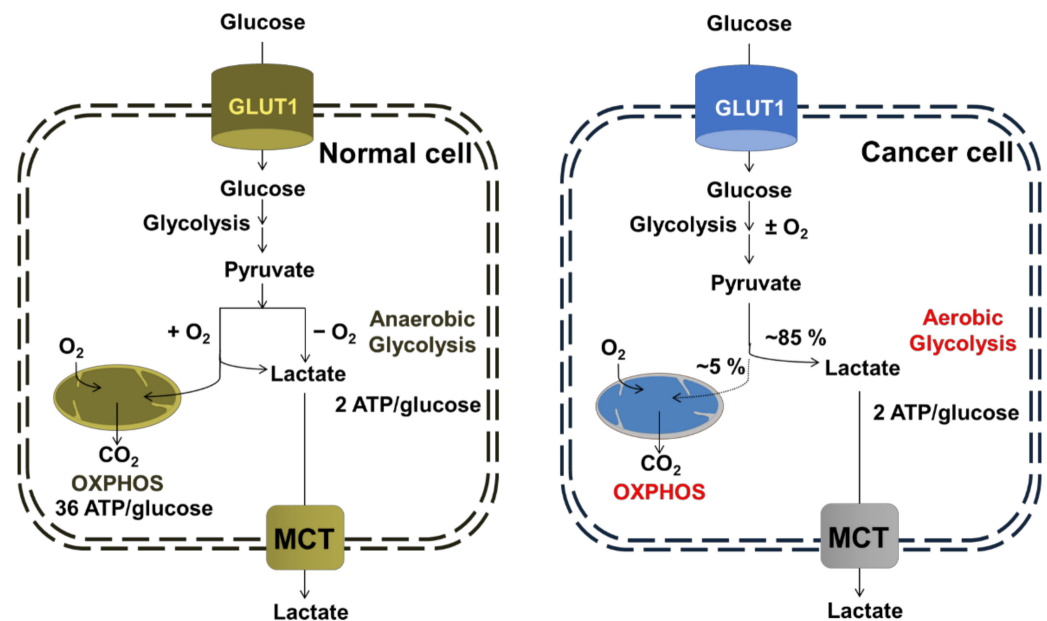 Glucose
GLUT1
Normal cell
Glucose
Glycolysis
Pyruvate
+ O2
− O2
Anaerobic
Glycolysis
O2
Lactate
2 ATP/glucose
CO2
OXPHOS
36 ATP/glucose
MCT
Lactate
Glucose
GLUT1
Cancer cell
Glucose
Glycolysis
± O2
Pyruvate
~85 %
Aerobic
Glycolysis
O2
~5 %
Lactate
2 ATP/glucose
CO2
OXPHOS
MCT
Lactate